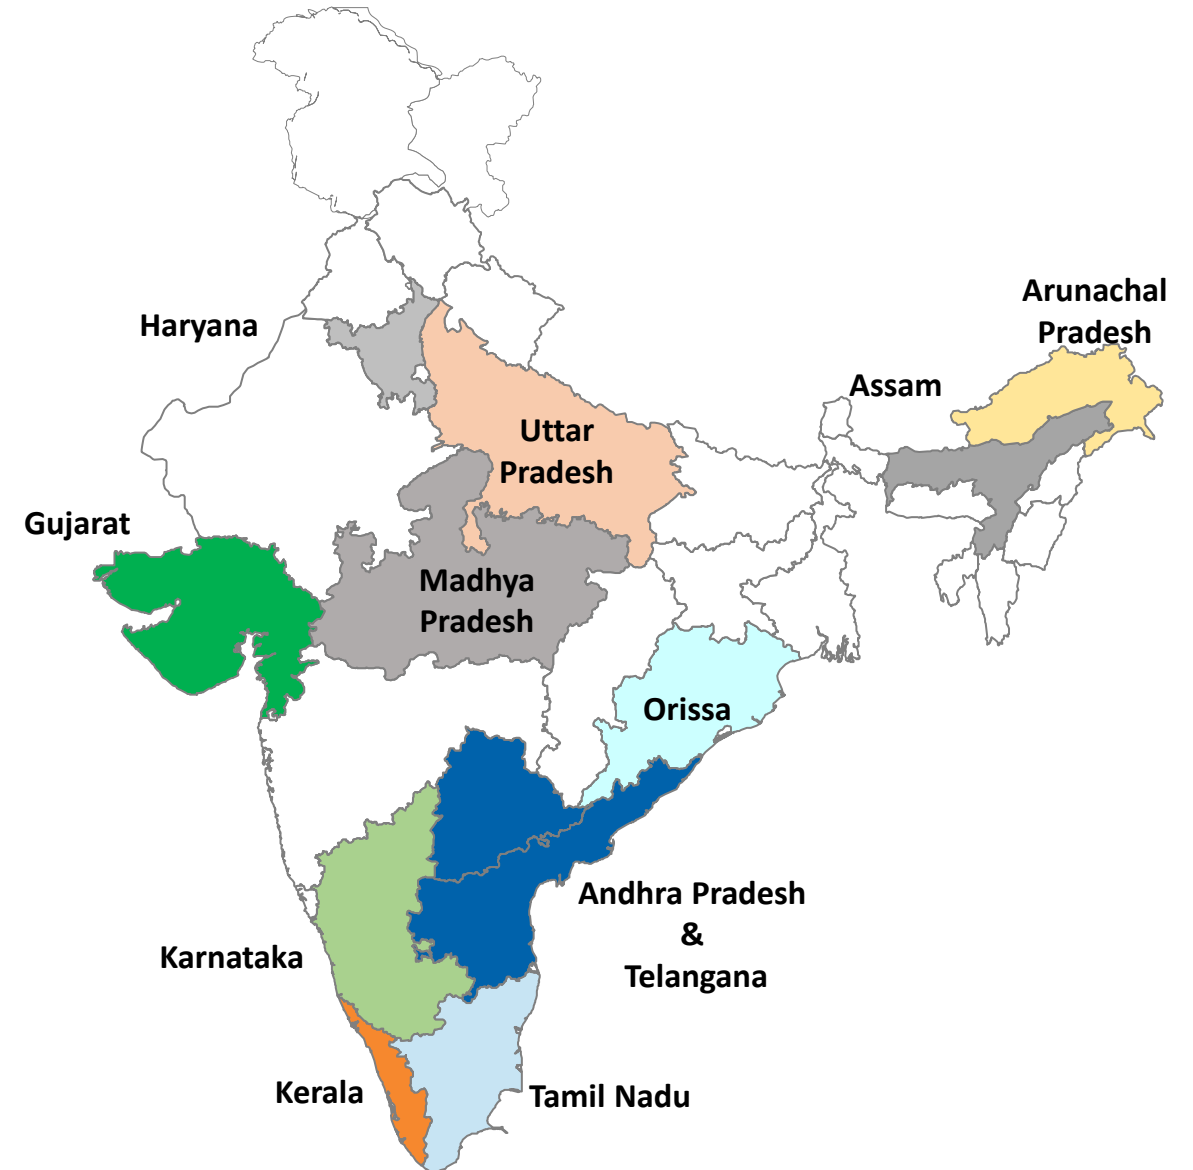 Arunachal
Pradesh
Haryana
Assam
Uttar
Pradesh
Gujarat
Madhya
Pradesh
Orissa
Andhra Pradesh
&
Telangana
Karnataka
Kerala
Tamil Nadu